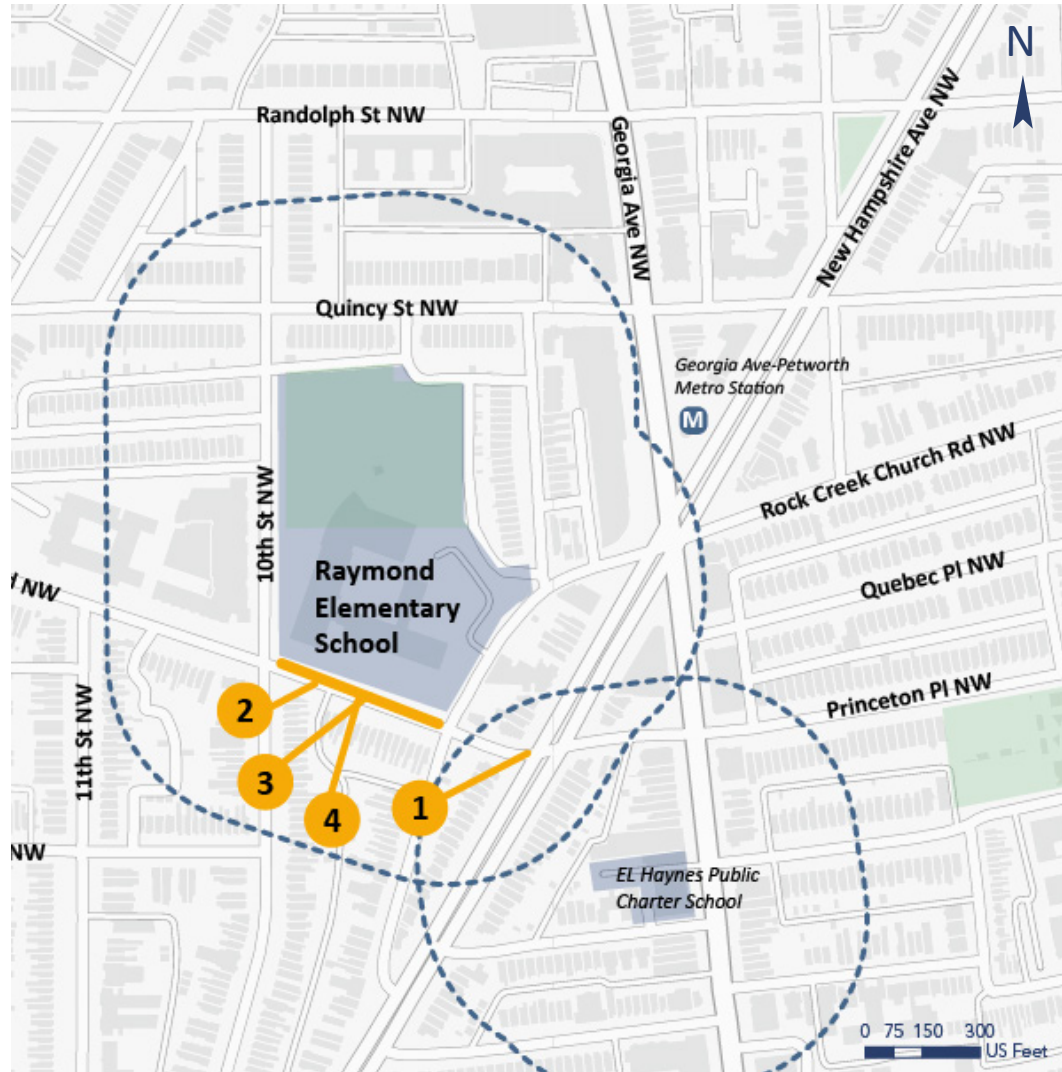 N
Randolph St NW
Georgia Ave NW
New Hampshire Ave NW
Quincy St NW
Georgia Ave-Petworth
Metro Station
M
Rock Creek Church Rd NW
10th St NW
Quebec Pl NW
Raymond
Elementary
School
d NW
Princeton Pl NW
11th St NW
2
3
4
1
NW
EL Haynes Public
Charter School
0 75 150 300
US Feet